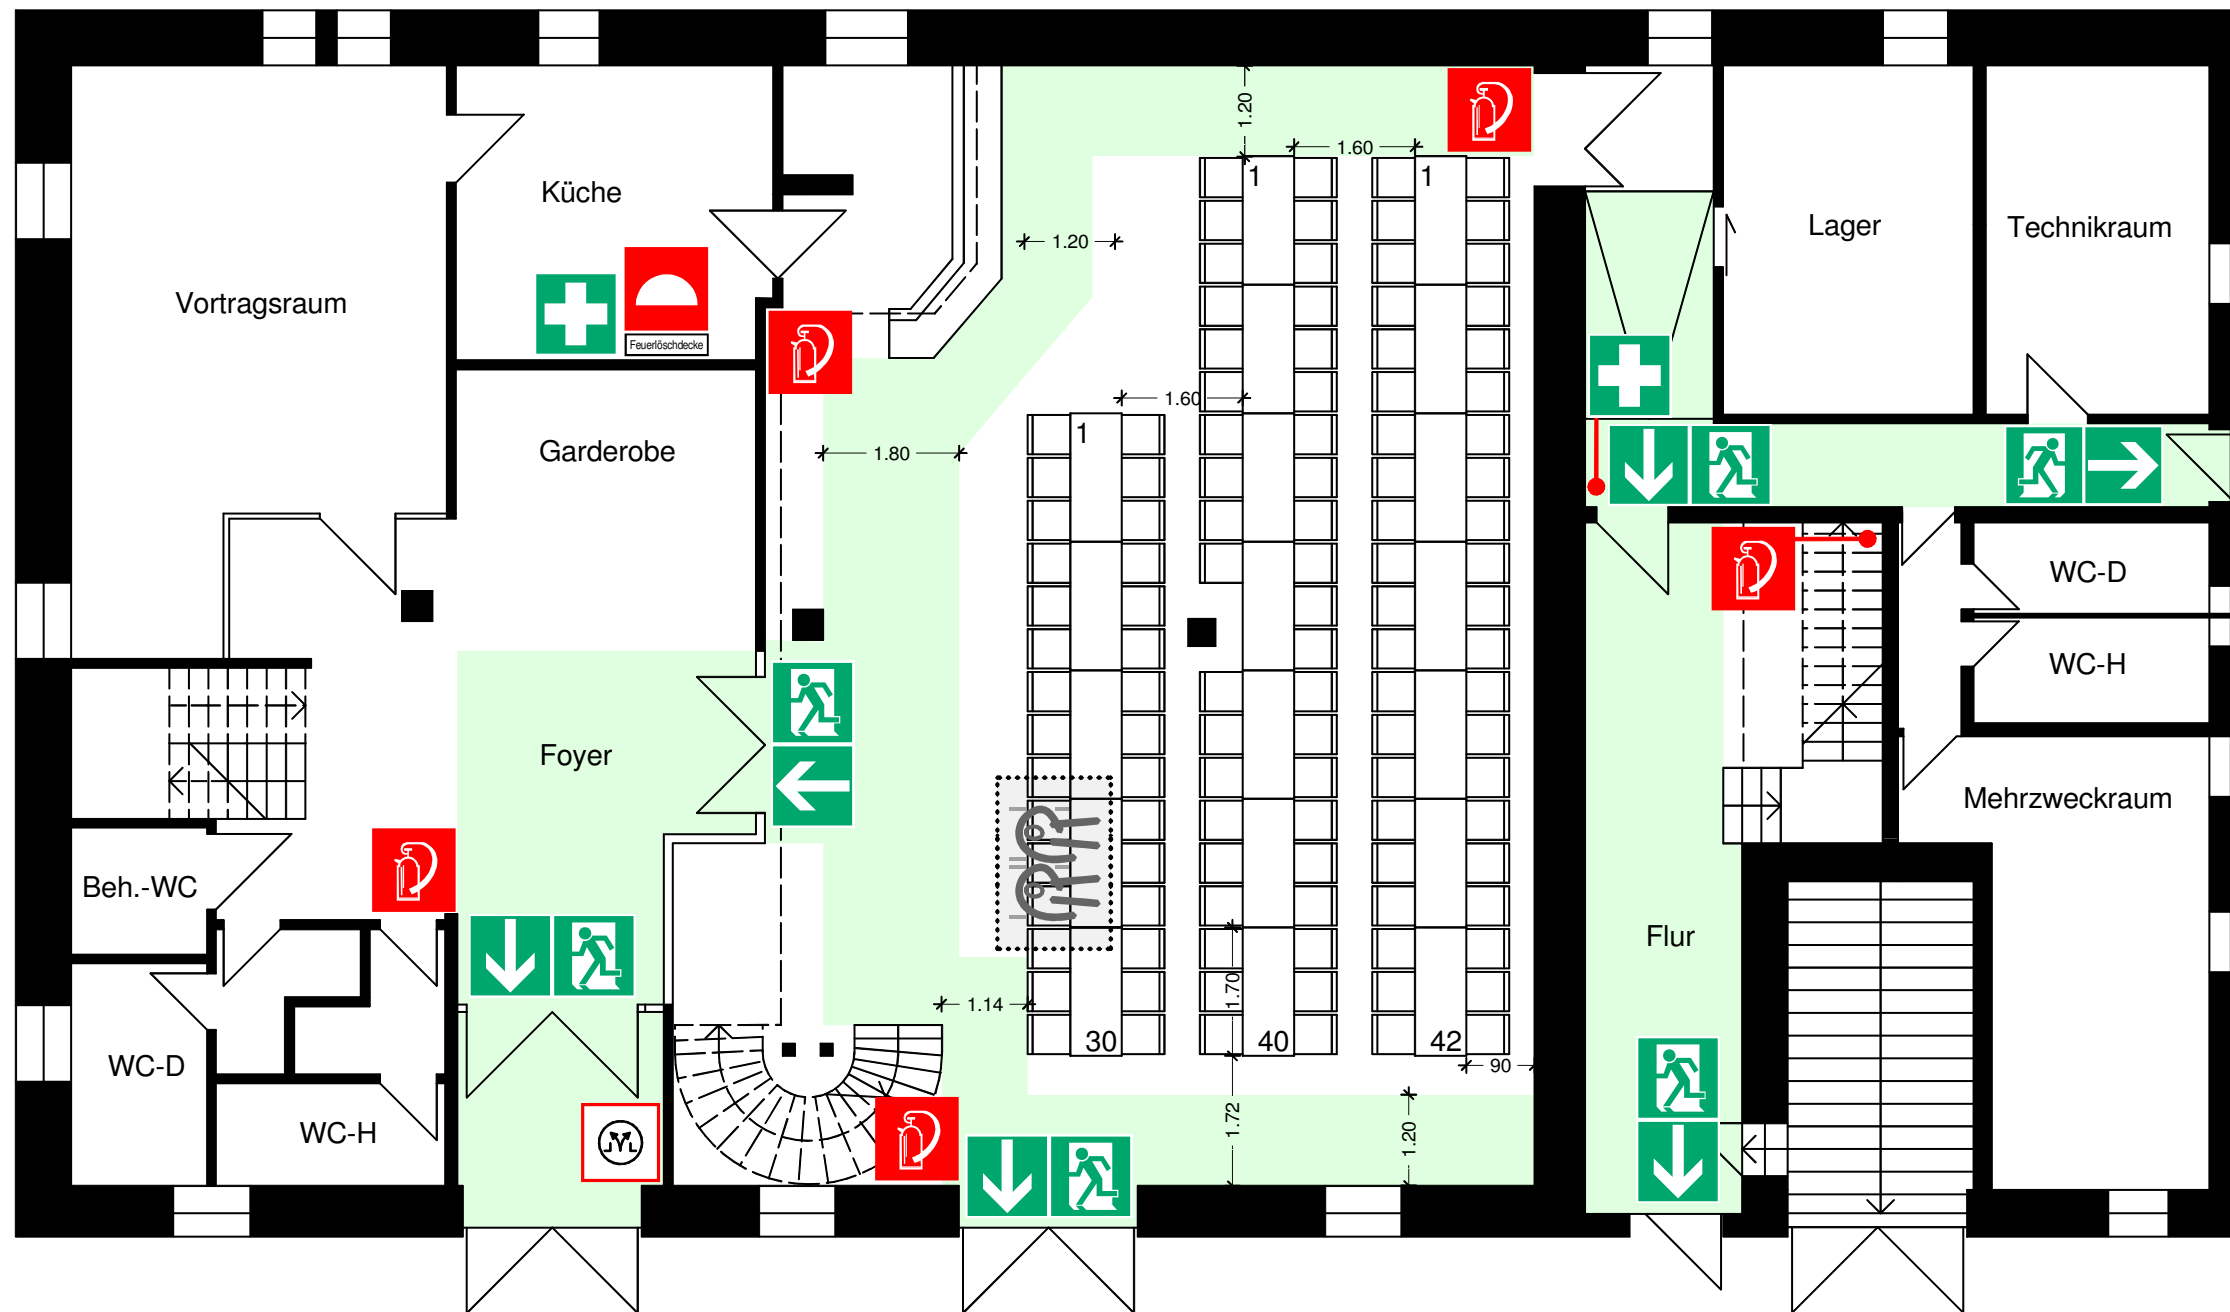 1.20
1.60
1
1
Küche
Lager
Technikraum
1.20
Vortragsraum
Feuerlöschdecke
1.60
1
Garderobe
1.80
WC-D
WC-H
Foyer
Mehrzweckraum
Beh.-WC
Flur
1.70
1.14
30
40
42
WC-D
90
1.72
1.20
WC-H